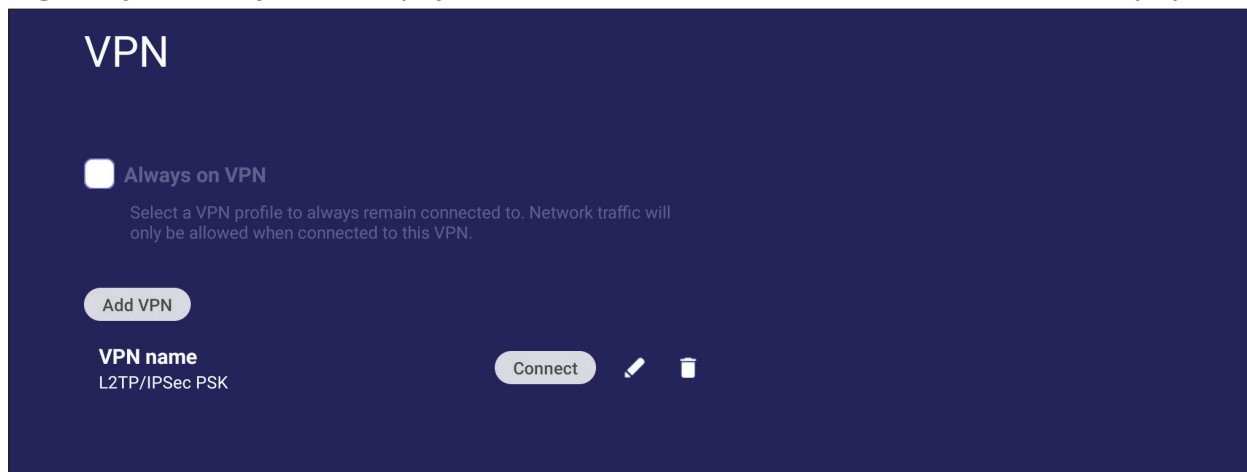 VPN
Always on VPN
Select a VPN profile to always remain connected to. Network traffic will
only be allowed when connected to this VPN.
Add VPN
VPN name
Connect
L2TP/IPSec PSK